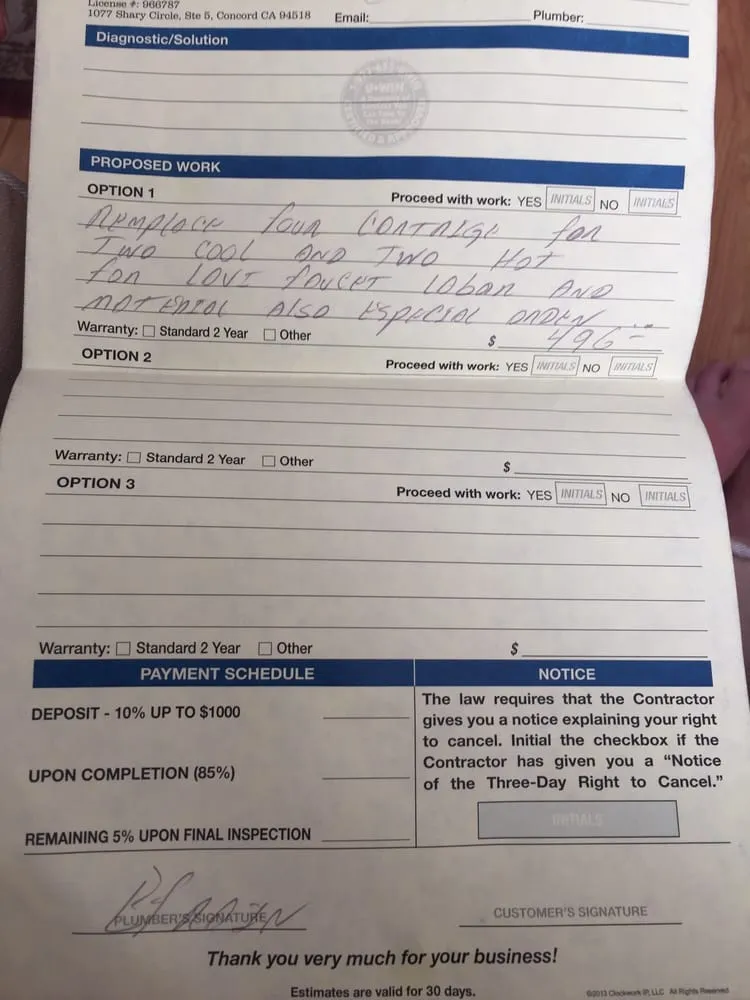 License #: 966787
1077 Shary Circle, Ste 5, Concord CA 94518 Email: Plumber:
Diagnostic/Solution
U•WIN
PROPOSED WORK
OPTION 1 Proceed with work: YES INITIALS NO INITIALS
REMPLACE FOUR CORTRIGE FOR
TWO COOL AND TWO HOT
FOR LOVE FOUCET LOBOR AND
MATERIAL ALSO ESPECIAL ORDEN
Warranty: Standard 2 Year Other $ 496
OPTION 2 Proceed with work: YES INITIALS NO INITIALS
Warranty: Standard 2 Year Other $
OPTION 3 Proceed with work: YES INITIALS NO INITIALS
Warranty: Standard 2 Year Other $
PAYMENT SCHEDULE NOTICE
DEPOSIT - 10% UP TO $1000
UPON COMPLETION (85%)
REMAINING 5% UPON FINAL INSPECTION
The law requires that the Contractor
gives you a notice explaining your right
to cancel. Initial the checkbox if the
Contractor has given you a “Notice
of the Three-Day Right to Cancel.”
INITIALS
PLUMBER'S SIGNATURE CUSTOMER'S SIGNATURE
Thank you very much for your business!
Estimates are valid for 30 days. ©2013 Clockwork IP, LLC All Rights Reserved